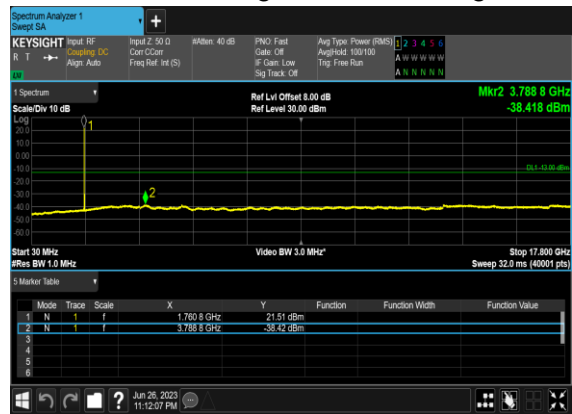 Spectrum Analyzer 1
Swept SA
+
KEYSIGHT Input: RF Input Z: 50 Ω #Atten: 40 dB PNO: Fast Avg Type: Power (RMS) 1 2 3 4 5 6
R T Coupling: DC Corr CCorr Gate: Off Avg|Hold: 100/100 A W W W W W
Align: Auto Freq Ref: Int (S) IF Gain: Low Trig: Free Run
LW Sig Track: Off A N N N N N
1 Spectrum Ref Lvl Offset 8.00 dB Mkr2 3.788 8 GHz
Scale/Div 10 dB Ref Level 30.00 dBm -38.418 dBm
Log
20.0 1
10.0
0.00
-10.0 DL1 -13.00 dBm
-20.0
-30.0 2
-40.0
-50.0
-60.0
Start 30 MHz Video BW 3.0 MHz* Stop 17.800 GHz
#Res BW 1.0 MHz Sweep 32.0 ms (40001 pts)
5 Marker Table
Mode Trace Scale X Y Function Function Width Function Value
1 N 1 f 1.760 8 GHz 21.51 dBm
2 N 1 f 3.788 8 GHz -38.42 dBm
3
4
5
6
? Jun 26, 2023
11:12:07 PM